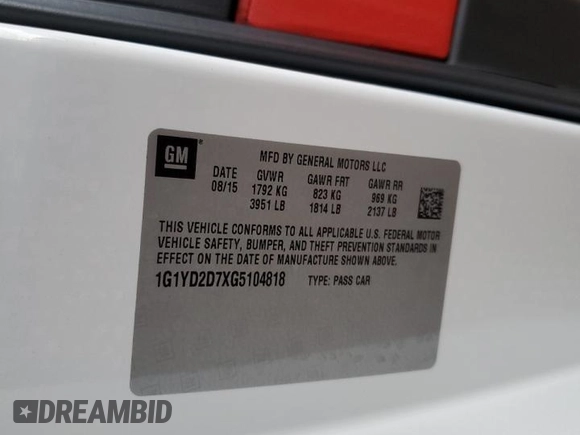 GM
MFD BY GENERAL MOTORS LLC
DATE GVWR GAWR FRT GAWR RR
08/15 1792 KG 823 KG 969 KG
3951 LB 1814 LB 2137 LB
THIS VEHICLE CONFORMS TO ALL APPLICABLE U.S. FEDERAL MOTOR
VEHICLE SAFETY, BUMPER, AND THEFT PREVENTION STANDARDS IN
EFFECT ON THE DATE OF MANUFACTURE SHOWN ABOVE.
1G1YD2D7XG5104818 TYPE: PASS CAR
DREAMBID